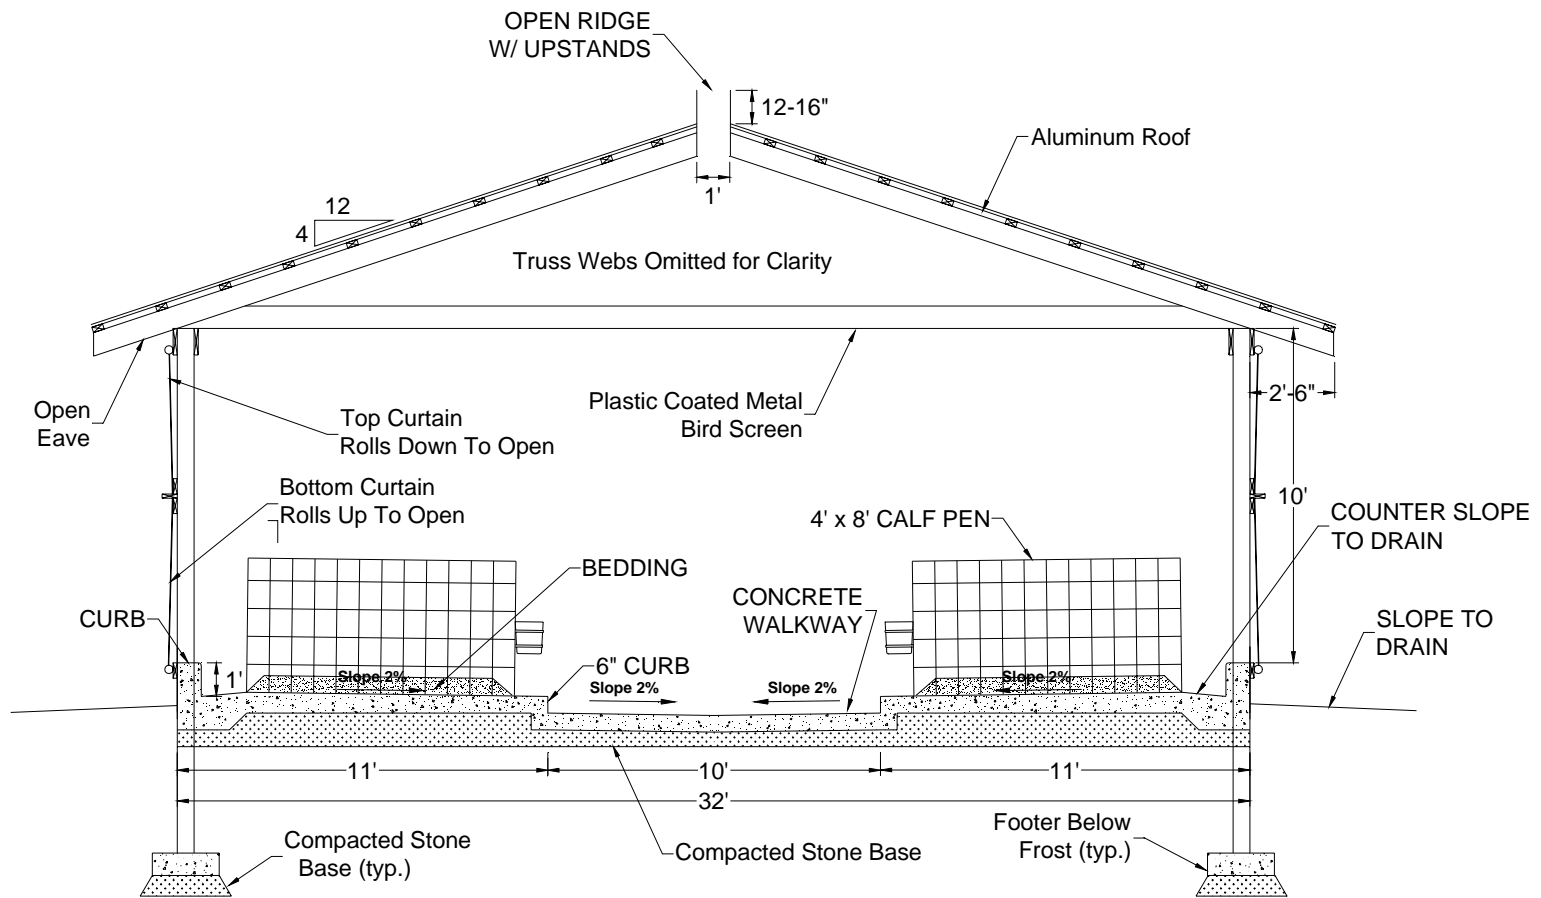 OPEN RIDGE
W/ UPSTANDS
12-16"
Aluminum Roof
1'
12
4
Truss Webs Omitted for Clarity
Open
Eave
Top Curtain
Rolls Down To Open
Plastic Coated Metal
Bird Screen
2'-6"
Bottom Curtain
Rolls Up To Open
10'
4' x 8' CALF PEN
COUNTER SLOPE
TO DRAIN
BEDDING
CURB
CONCRETE
WALKWAY
SLOPE TO
DRAIN
1'
6" CURB
Slope 2%
Slope 2%
Slope 2%
Slope 2%
11'
10'
11'
32'
Compacted Stone
Base (typ.)
Compacted Stone Base
Footer Below
Frost (typ.)